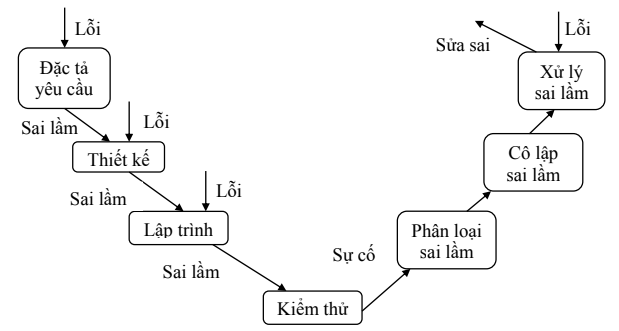 Lỗi
Đặc tả
yêu cầu
Sai lầm
Lỗi
Thiết kế
Sai lầm
Lỗi
Lập trình
Sai lầm
Kiểm thử
Sự cố
Phân loại
sai lầm
Cô lập
sai lầm
Lỗi
Xử lý
sai lầm
Sửa sai